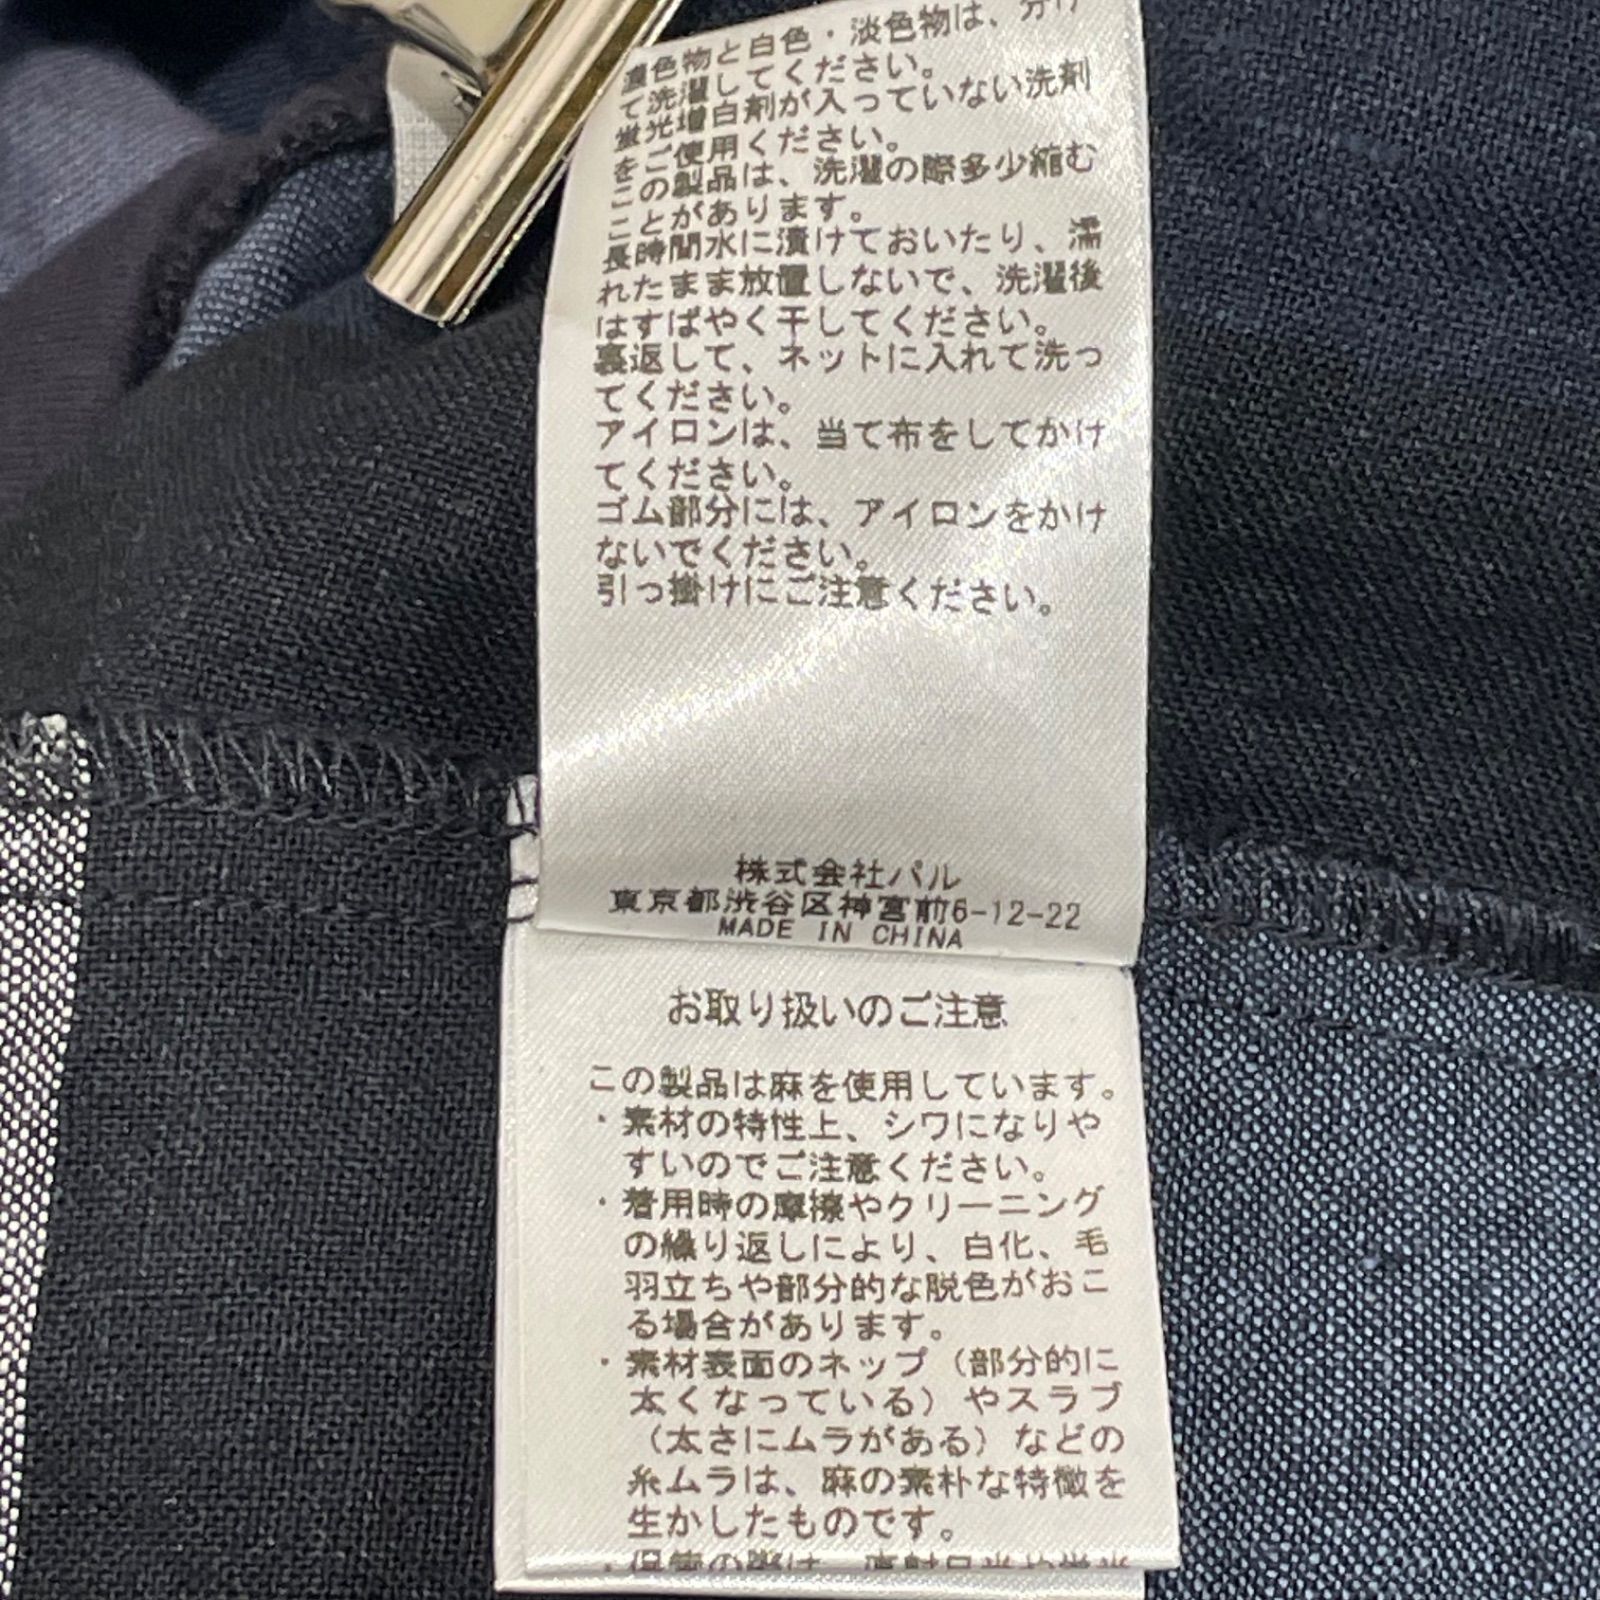 濃色物と白色・淡色物は、分け
て洗濯してください。
蛍光増白剤が入っていない洗剤
をご使用ください。
この製品は、洗濯の際多少縮む
ことがあります。
長時間水に漬けておいたり、濡
れたまま放置しないで、洗濯後
はすばやく干してください。
裏返して、ネットに入れて洗っ
てください。
アイロンは、当て布をしてかけ
てください。
ゴム部分には、アイロンをかけ
ないでください。
引っ掛けにご注意ください。
株式会社パル
東京都渋谷区神宮前6-12-22
MADE IN CHINA
お取り扱いのご注意
この製品は麻を使用しています。
・素材の特性上、シワになりや
すいのでご注意ください。
・着用時の摩擦やクリーニング
の繰り返しにより、白化、毛
羽立ちや部分的な脱色がおこ
る場合があります。
・素材表面のネップ（部分的に
太くなっている）やスラブ
（太さにムラがある）などの
糸ムラは、麻の素朴な特徴を
生かしたものです。
・保管の際は、直射日光や蛍光